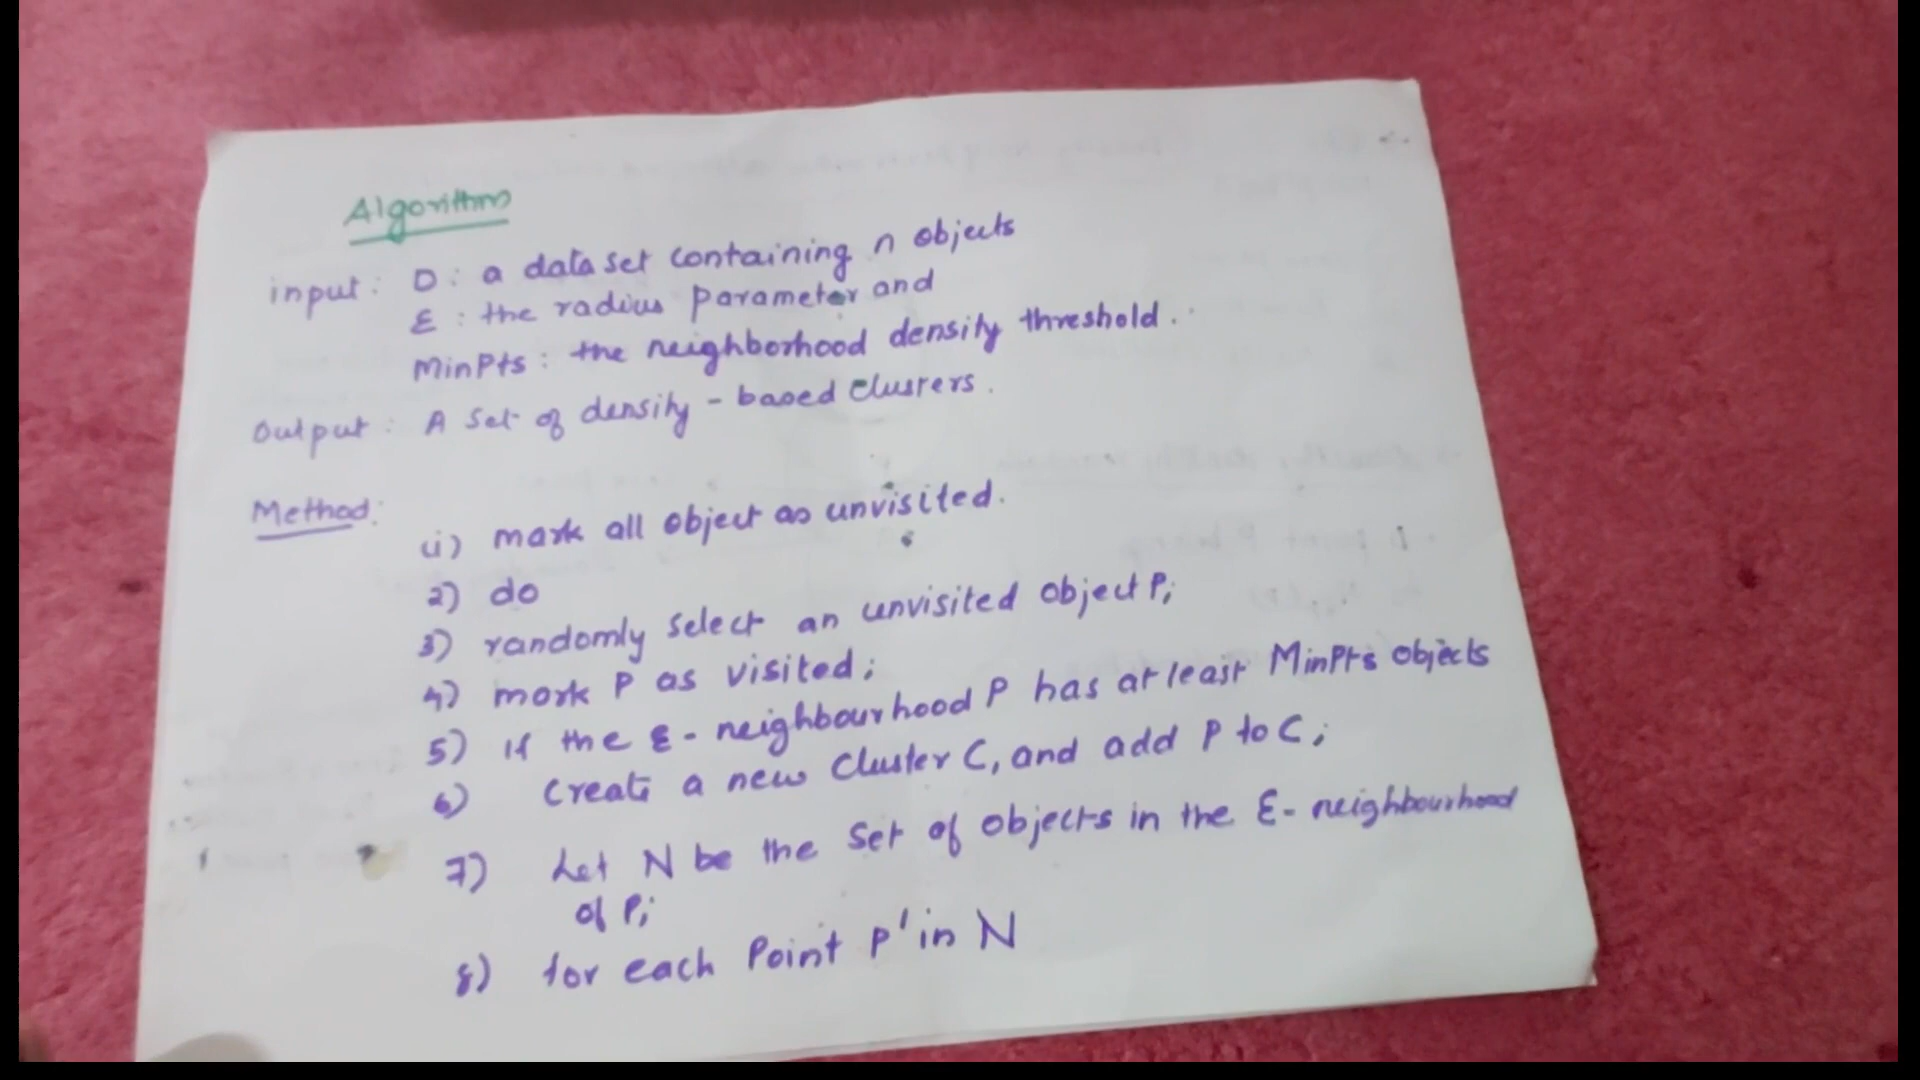 Algorithm
input: D: a data set containing n objects
ε: the radius parameter and
MinPts: the neighborhood density threshold.
Output: A set of density-based clusters.
Method:
(1) mark all object as unvisited.
2) do
3) randomly select an unvisited object P;
4) mark P as visited;
5) if the ε-neighbourhood P has at least MinPts objects
6) Create a new cluster C, and add P to C;
7) Let N be the set of objects in the ε-neighbourhood
of P;
8) for each Point P' in N